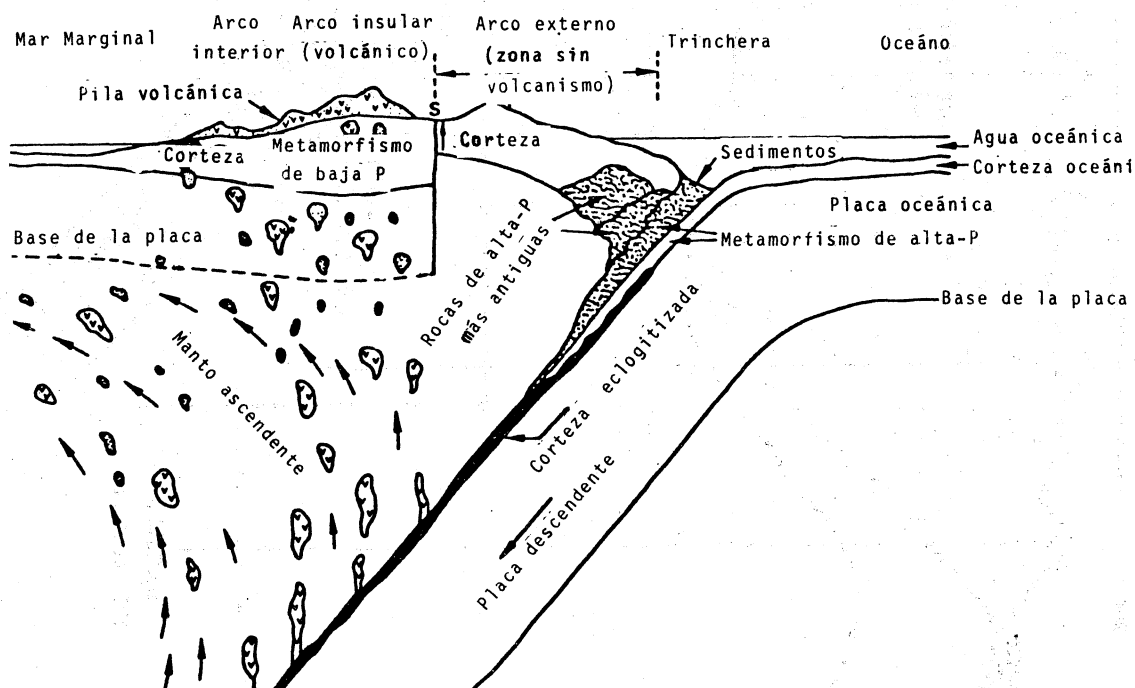 Mar Marginal
Arco
interior
Arco insular
(volcánico)
Arco externo
(zona sin
volcanismo)
Trinchera
Oceáno
Pila volcánica
S
Corteza
Metamorfismo
de baja P
Corteza
Sedimentos
Agua oceánica
Corteza oceáni
Placa oceánica
Metamorfismo de alta-P
Base de la placa
Rocas de alta-P
más antiguas
Base de la placa
Manto ascendente
Corteza eclogitizada
Placa descendente